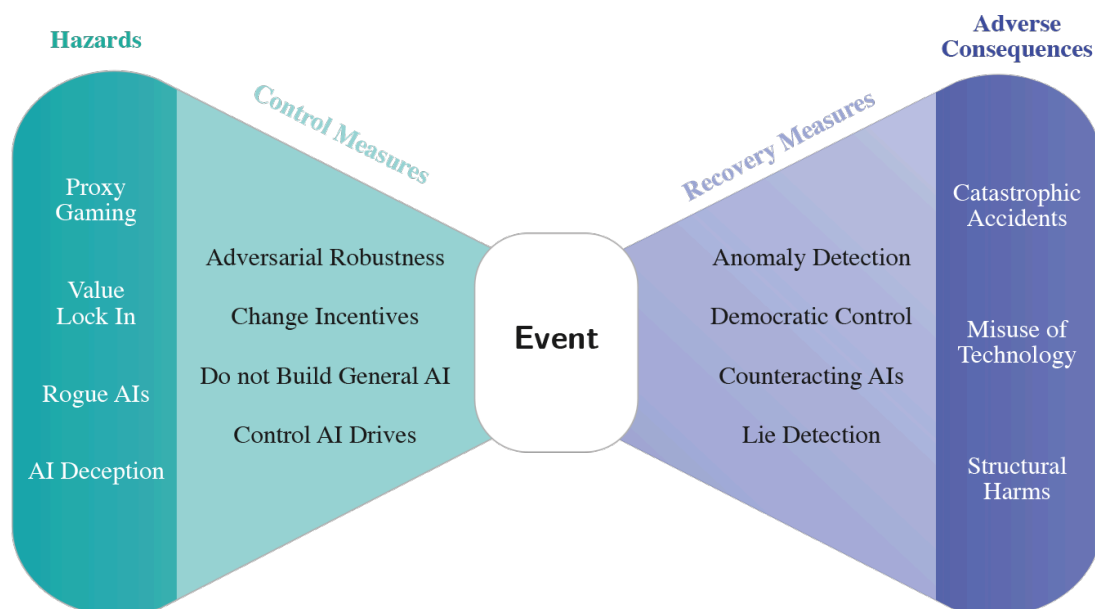 Hazards
Adverse
Consequences
Control Measures
Recovery Measures
Proxy
Gaming
Value
Lock In
Rogue AIs
AI Deception
Adversarial Robustness
Change Incentives
Do not Build General AI
Control AI Drives
Event
Anomaly Detection
Democratic Control
Counteracting AIs
Lie Detection
Catastrophic
Accidents
Misuse of
Technology
Structural
Harms